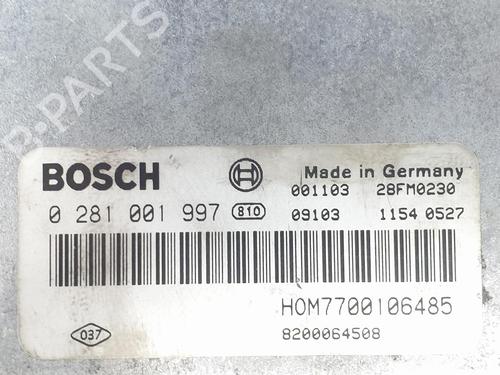 B-PARTS
BOSCH
Made in Germany
001103 28FM0230
0 281 001 997 810
09103 1154 0527
HOM7700106485
037
8200064508